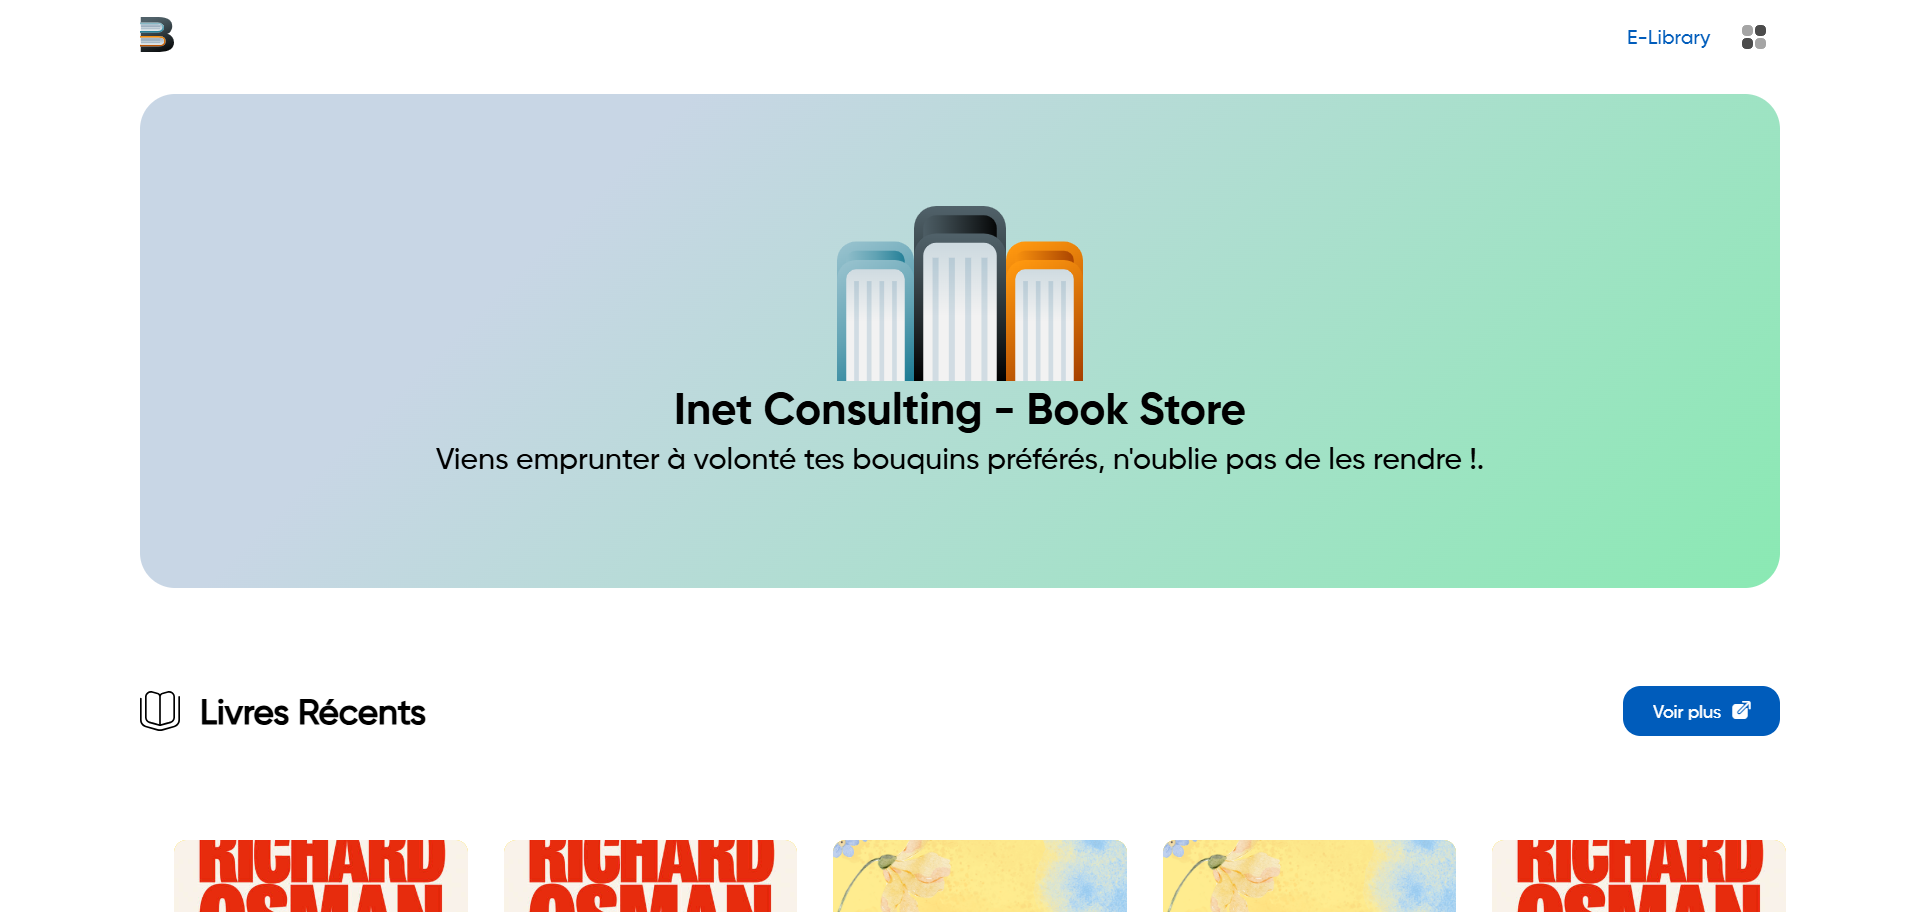 E-Library
Inet Consulting - Book Store
Viens emprunter à volonté tes bouquins préférés, n'oublie pas de les rendre !.
Livres Récents
Voir plus
RICHARD
OSMAN
RICHARD
OSMAN
RICHARD
OSMAN